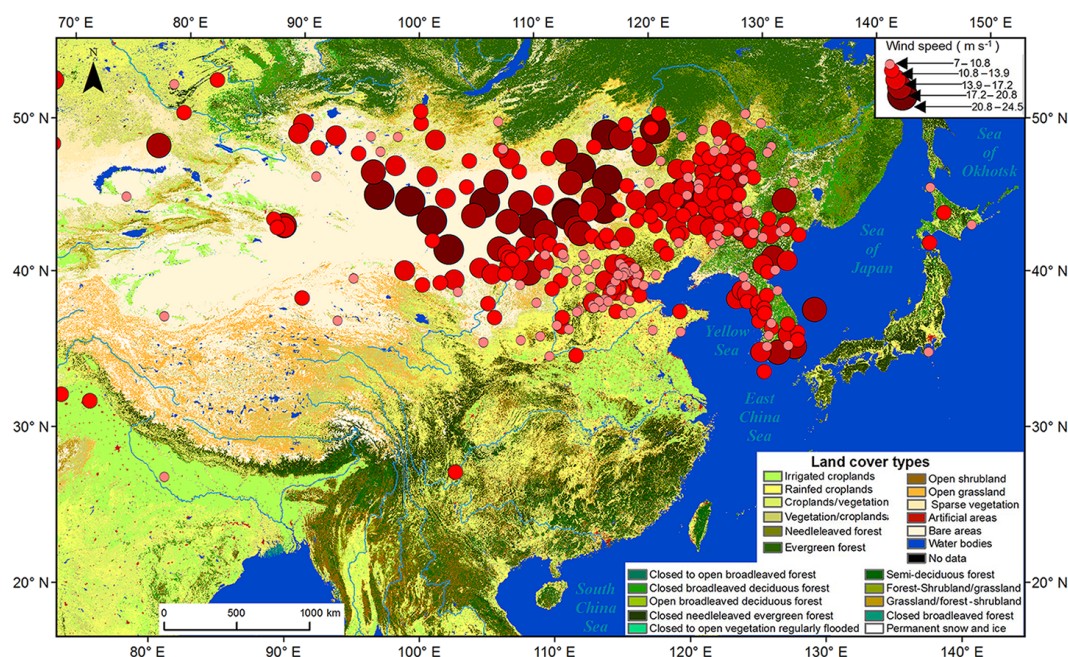 70° E 80° E 90° E 100° E 110° E 120° E 130° E 140° E 150° E
N
Wind speed ( m s-1)
7 – 10.8
10.8 – 13.9
13.9 – 17.2
17.2 – 20.8
20.8 – 24.5
50° N 50° N
Sea
of
Okhotsk
Sea
of
Japan
40° N 40° N
Yellow
Sea
East
China
Sea
30° N 30° N
Land cover types
Irrigated croplands
Rainfed croplands
Croplands/vegetation
Vegetation/croplands
Needleleaved forest
Evergreen forest
Open shrubland
Open grassland
Sparse vegetation
Artificial areas
Bare areas
Water bodies
No data
20° N 20° N
South
China
Sea
Closed to open broadleaved forest
Closed broadleaved deciduous forest
Open broadleaved deciduous forest
Closed needleleaved evergreen forest
Closed to open vegetation regularly flooded
Semi-deciduous forest
Forest-Shrubland/grassland
Grassland/forest-shrubland
Closed broadleaved forest
Permanent snow and ice
0 500 1000 km
80° E 90° E 100° E 110° E 120° E 130° E 140° E